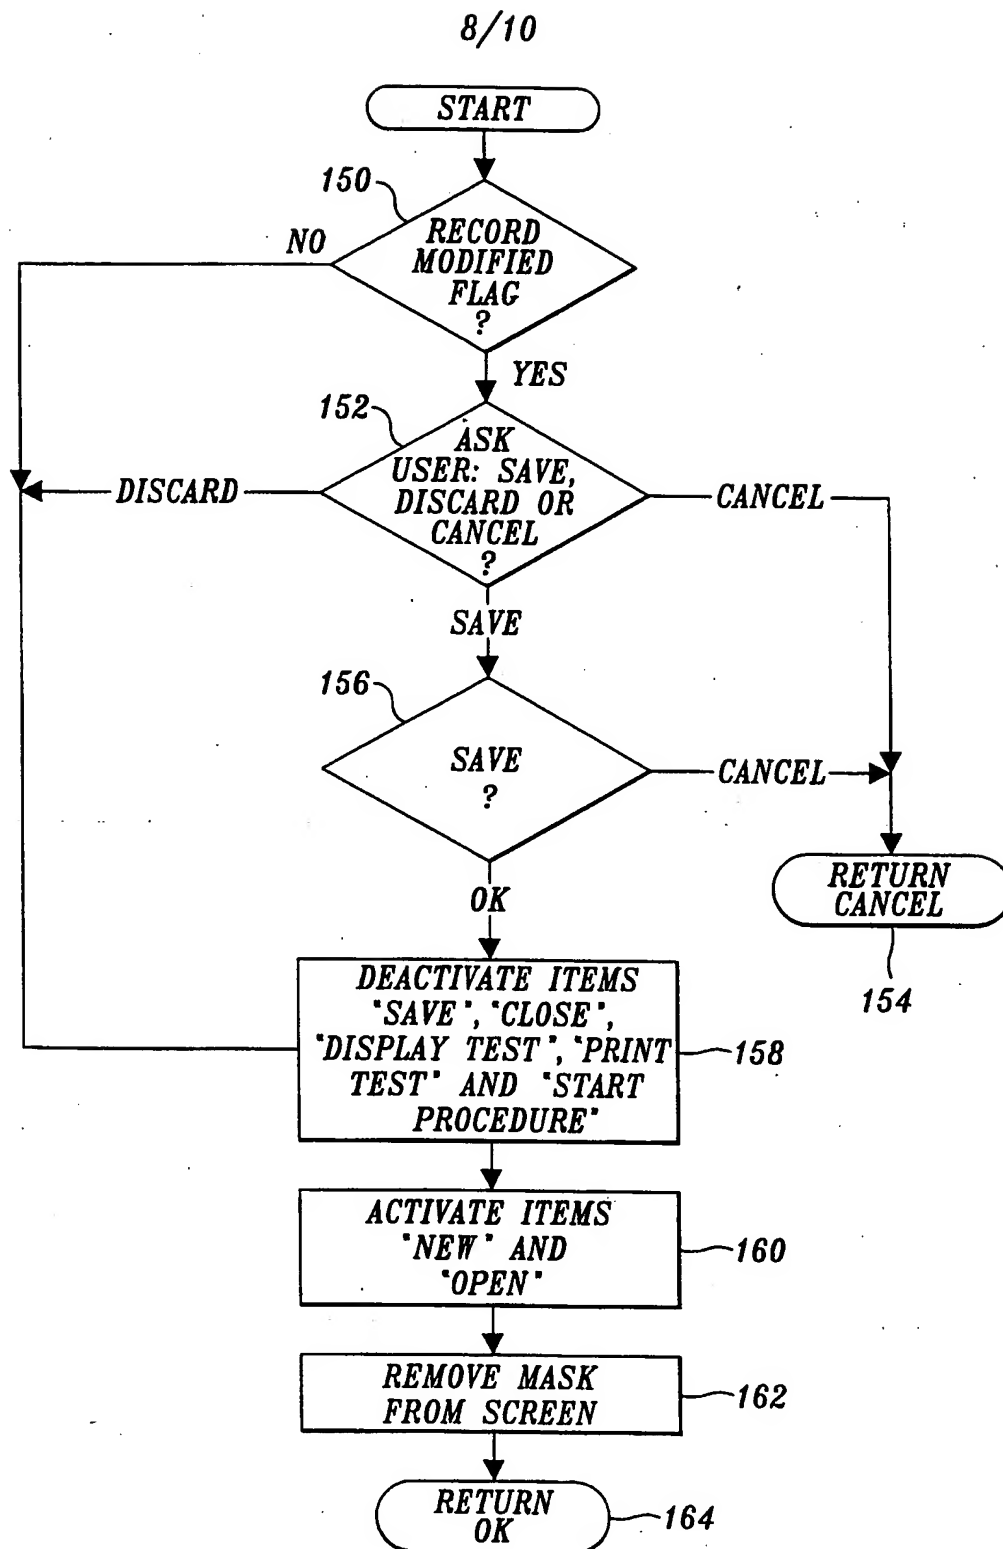 8/10
START
150
NO
RECORD
MODIFIED
FLAG
?
YES
152
ASK
USER: SAVE,
DISCARD OR
CANCEL
?
DISCARD
CANCEL
SAVE
156
SAVE
?
CANCEL
OK
RETURN
CANCEL
154
DEACTIVATE ITEMS
"SAVE", "CLOSE",
"DISPLAY TEST", "PRINT
TEST" AND "START
PROCEDURE"
158
ACTIVATE ITEMS
"NEW" AND
"OPEN"
160
REMOVE MASK
FROM SCREEN
162
RETURN
OK
164